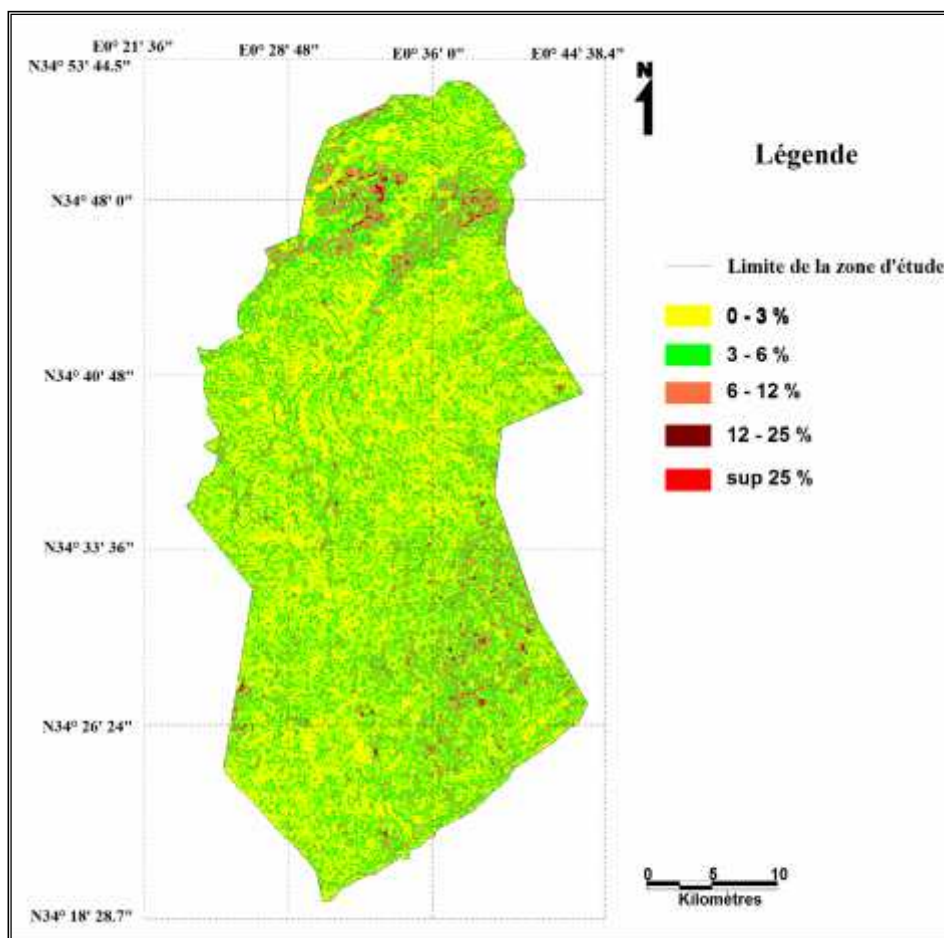 E0° 21' 36" E0° 28' 48" E0° 36' 0" E0° 44' 38.4"
N34° 53' 44.5"
N
Légende
N34° 48' 0"
Limite de la zone d'étude
0 - 3 %
3 - 6 %
N34° 40' 48"
6 - 12 %
12 - 25 %
sup 25 %
N34° 33' 36"
N34° 26' 24"
0 5 10
Kilomètres
N34° 18' 28.7"